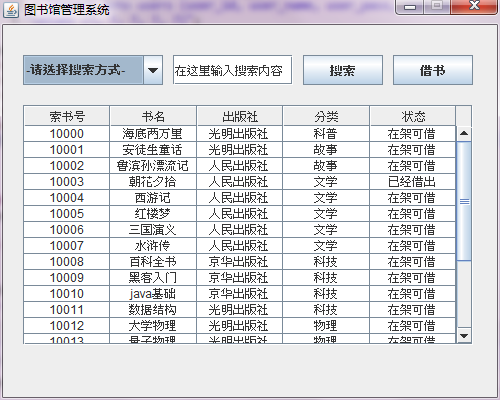 图书馆管理系统
-请选择搜索方式- 在这里输入搜索内容 搜索 借书
索书号 书名 出版社 分类 状态
10000 海底两万里 光明出版社 科普 在架可借
10001 安徒生童话 光明出版社 故事 在架可借
10002 鲁滨孙漂流记 人民出版社 故事 在架可借
10003 朝花夕拾 人民出版社 文学 已经借出
10004 西游记 人民出版社 文学 在架可借
10005 红楼梦 人民出版社 文学 在架可借
10006 三国演义 人民出版社 文学 在架可借
10007 水浒传 人民出版社 文学 在架可借
10008 百科全书 京华出版社 科技 在架可借
10009 黑客入门 京华出版社 科技 在架可借
10010 java基础 京华出版社 科技 在架可借
10011 数据结构 光明出版社 科技 在架可借
10012 大学物理 光明出版社 物理 在架可借
10013 量子物理 光明出版社 物理 在架可借